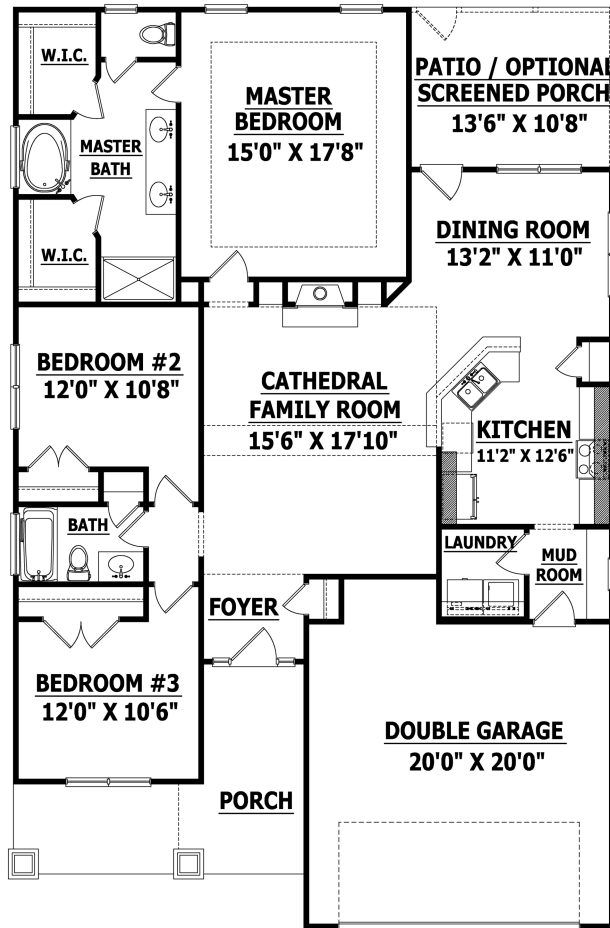 W.I.C.
MASTER
BEDROOM
15'0" X 17'8"
PATIO / OPTIONAL
SCREENED PORCH
13'6" X 10'8"
MASTER
BATH
DINING ROOM
13'2" X 11'0"
W.I.C.
BEDROOM #2
12'0" X 10'8"
CATHEDRAL
FAMILY ROOM
15'6" X 17'10"
KITCHEN
11'2" X 12'6"
BATH
LAUNDRY
MUD
ROOM
FOYER
BEDROOM #3
12'0" X 10'6"
DOUBLE GARAGE
20'0" X 20'0"
PORCH